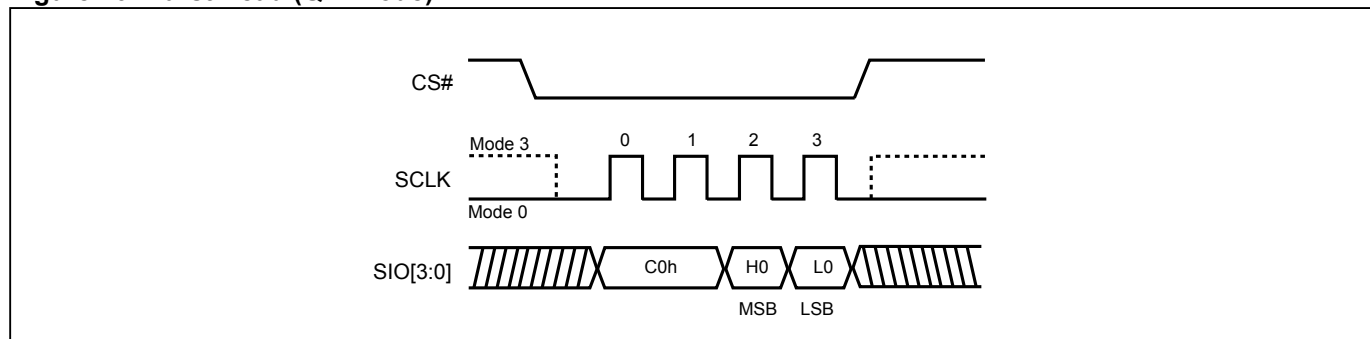 CS#
Mode 3
0 1 2 3
SCLK
Mode 0
SIO[3:0]
C0h H0 L0
MSB LSB